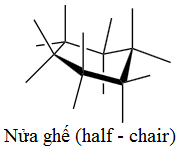 Nửa ghế (half - chair)